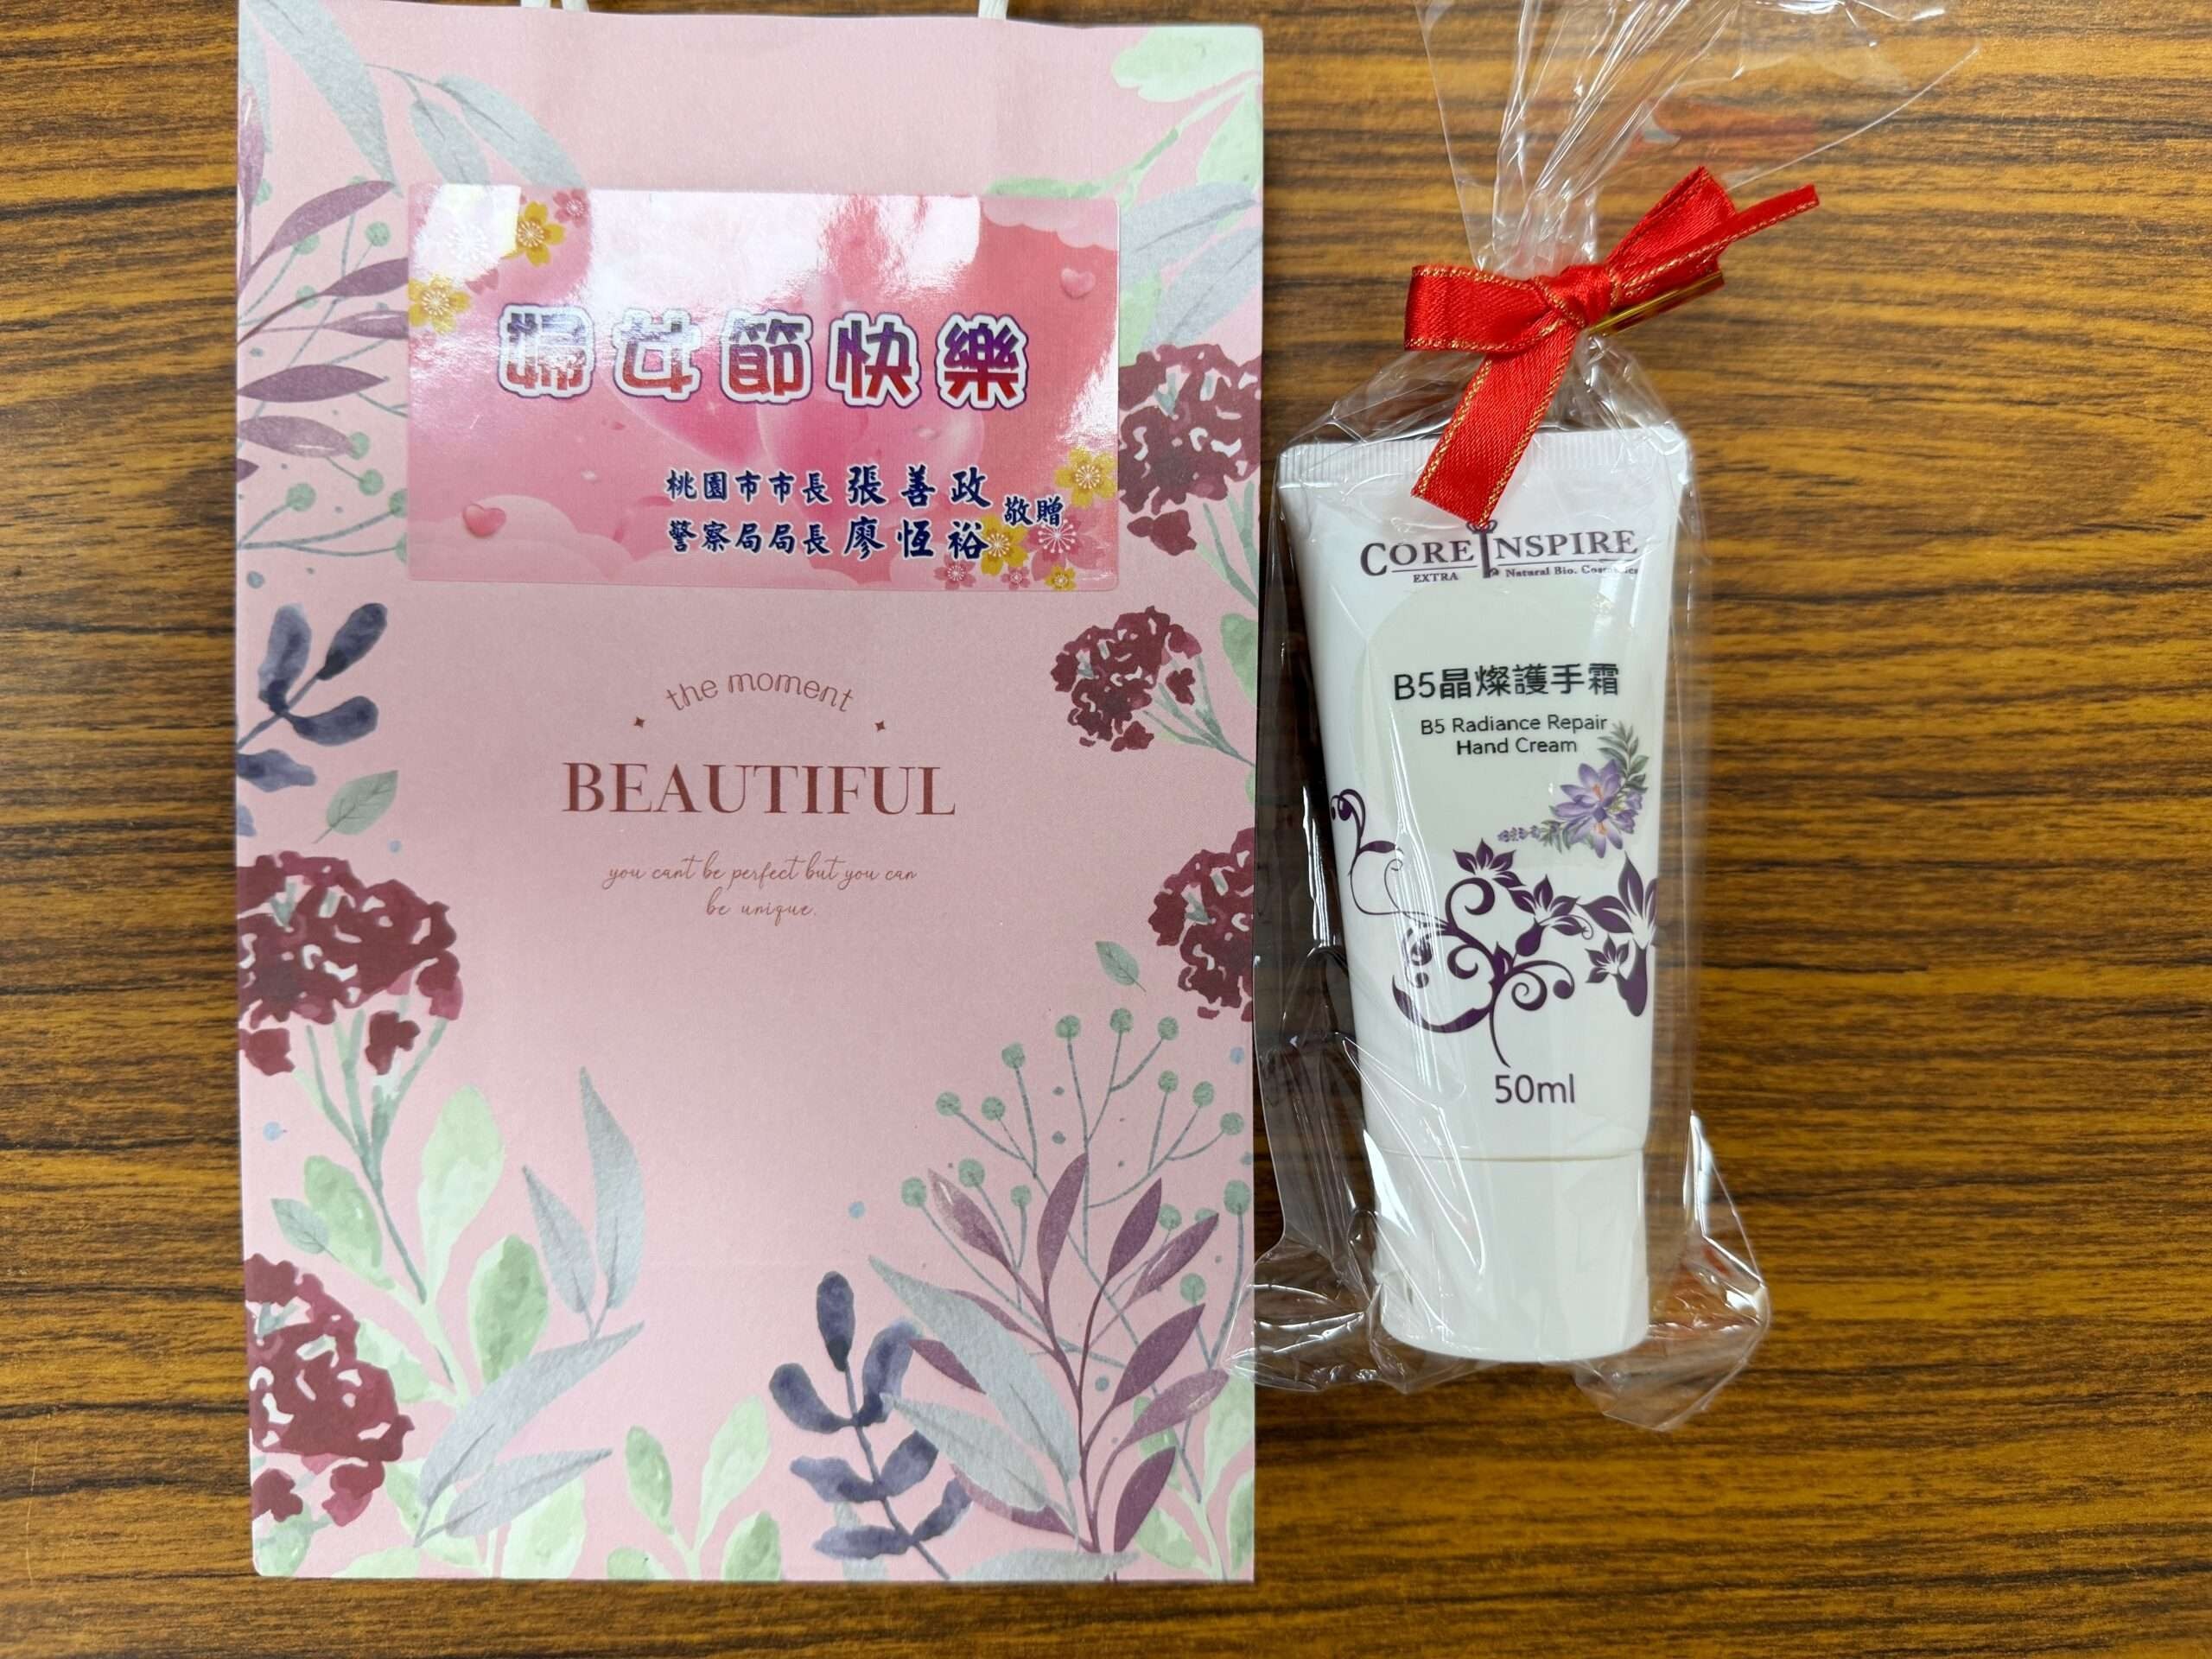 婦女節快樂
桃園市市長 張善政
警察局局長 廖恆裕
敬贈
the moment
BEAUTIFUL
you cant be perfect but you can
be unique.
CORE INSPIRE
EXTRA Natural Bio. Cosmetics
B5晶燦護手霜
B5 Radiance Repair
Hand Cream
50ml